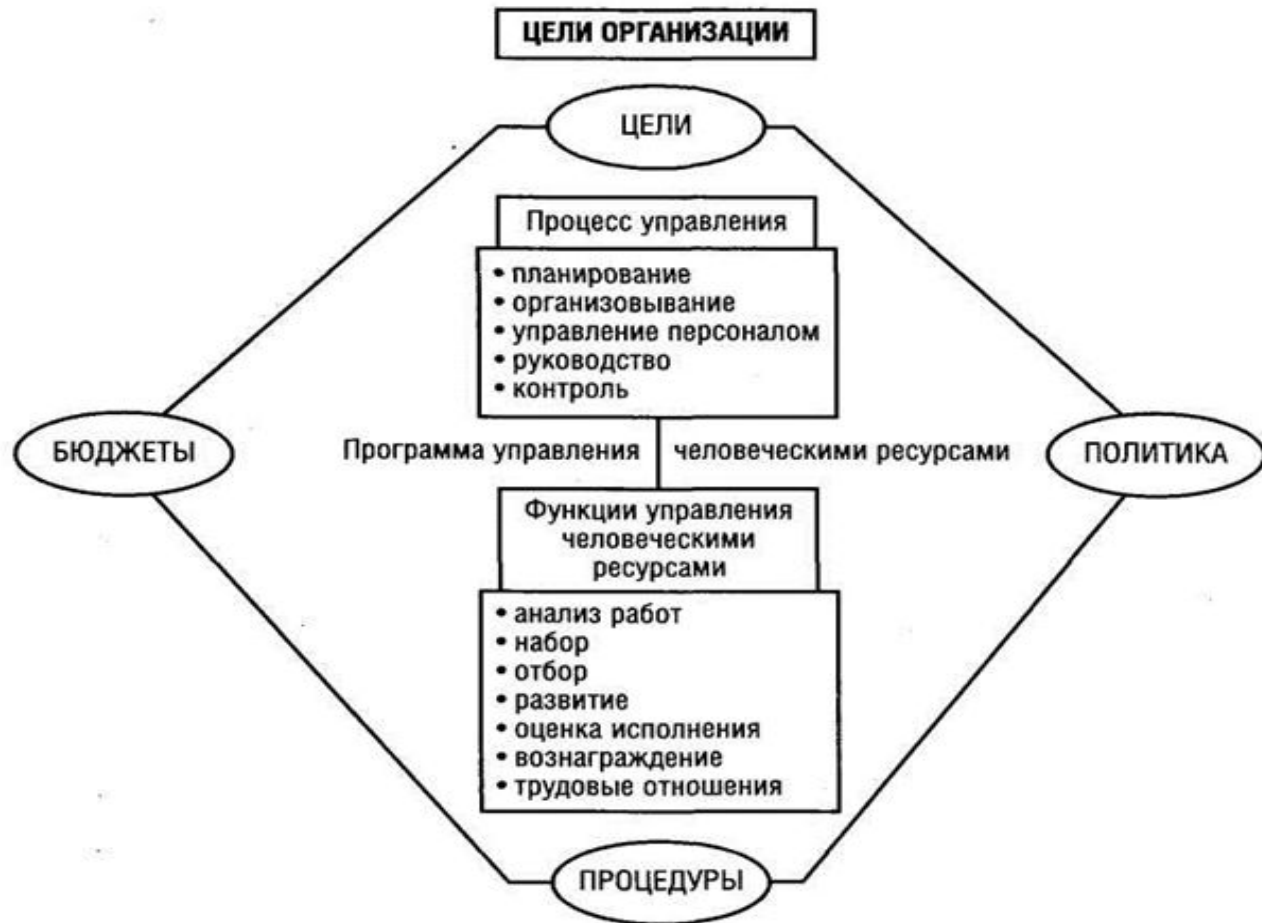 ЦЕЛИ ОРГАНИЗАЦИИ
ЦЕЛИ
Процесс управления
• планирование
• организовывание
• управление персоналом
• руководство
• контроль
БЮДЖЕТЫ
Программа управления человеческими ресурсами
ПОЛИТИКА
Функции управления
человеческими
ресурсами
• анализ работ
• набор
• отбор
• развитие
• оценка исполнения
• вознаграждение
• трудовые отношения
ПРОЦЕДУРЫ